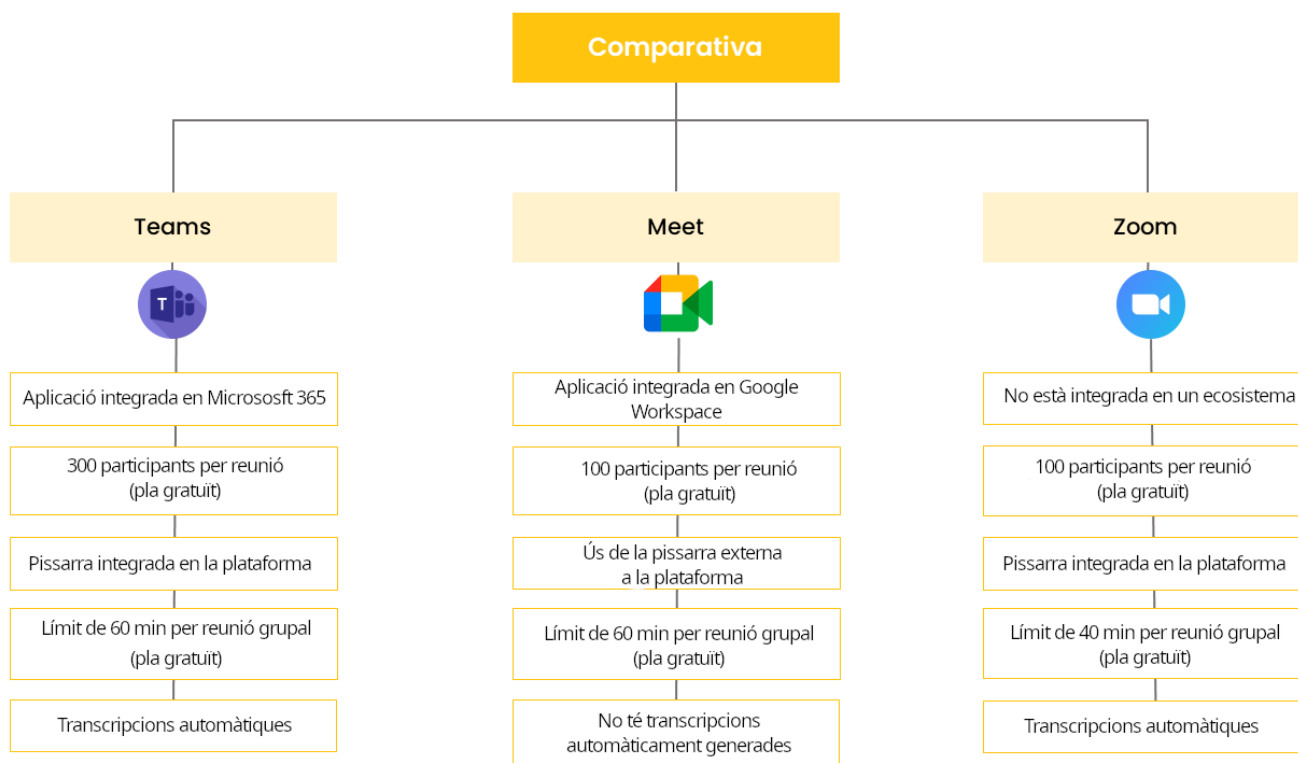 Comparativa
Teams
Meet
Zoom
T
Aplicació integrada en Micrososft 365
Aplicació integrada en Google
Workspace
No està integrada en un ecosistema
300 participants per reunió
(pla gratuït)
100 participants per reunió
(pla gratuït)
100 participants per reunió
(pla gratuït)
Pissarra integrada en la plataforma
Ús de la pissarra externa
a la plataforma
Pissarra integrada en la plataforma
Límit de 60 min per reunió grupal
(pla gratuït)
Límit de 60 min per reunió grupal
(pla gratuït)
Límit de 40 min per reunió grupal
(pla gratuït)
Transcripcions automàtiques
No té transcripcions
automàticament generades
Transcripcions automàtiques